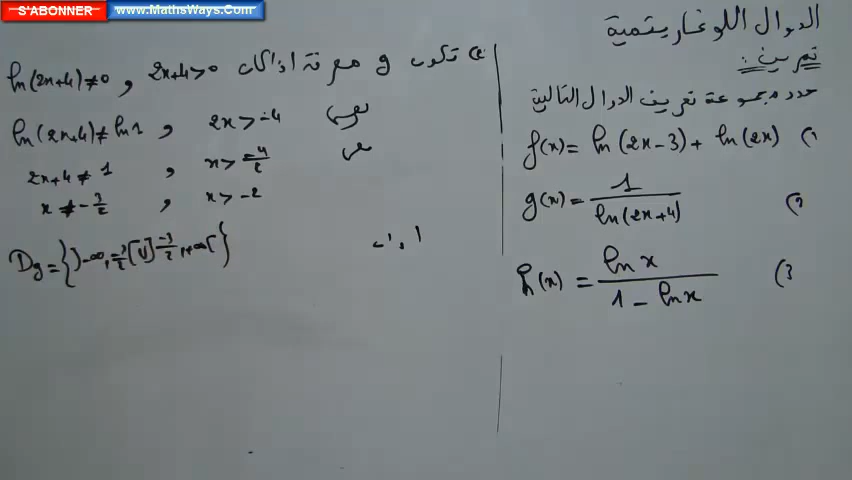 S'ABONNER
www.MathsWays.Com
الدوال اللوغاريتمية
تمرين:
حدد مجموعة تعريف الدوال التالية
1) f(x)= ln(2x-3)+ ln(2x)
2) g(x)= 1/ln(2x+4)
3) h(x)= ln x/(1 - ln x)
تكون g معرفة اذا كان 2x+4>0 , ln(2x+4)≠0
يعني 2x>-4 , ln(2x+4)≠ln1
يعني x>-4/2 , 2x+4≠1
x>-2 , x≠-3/2
Dg={]-∞,-3/2[U]-3/2,+∞[}